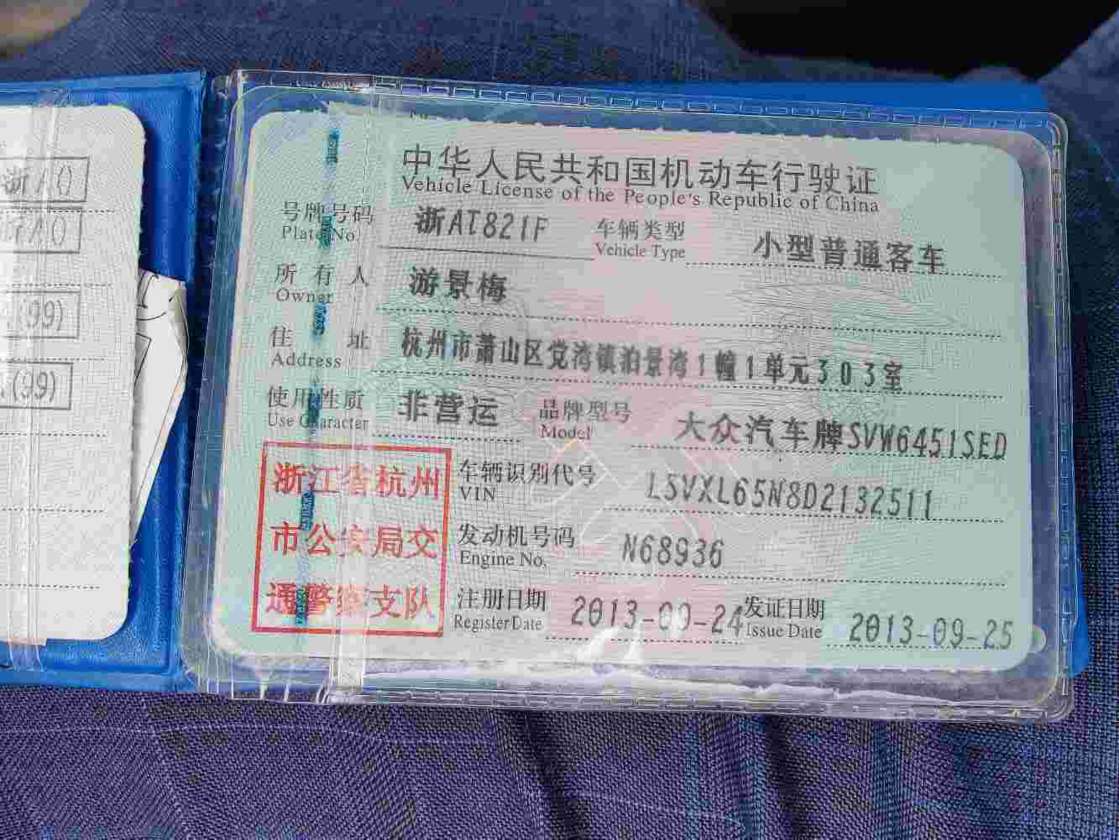 中华人民共和国机动车行驶证
Vehicle License of the People's Republic of China
号牌号码 浙AT821F 车辆类型 小型普通客车
Plate No. Vehicle Type
所有人 游景梅
Owner
住址 杭州市萧山区党湾镇泊景湾1幢1单元303室
Address
使用性质 非营运 品牌型号 大众汽车牌SVW6451SED
Use Character Model
浙江省杭州
市公安局交
通警察支队
车辆识别代号 LSVXL65N8D2132511
VIN
发动机号码 N68936
Engine No.
注册日期 2013-09-24 发证日期 2013-09-25
Register Date Issue Date
(99)
(99)